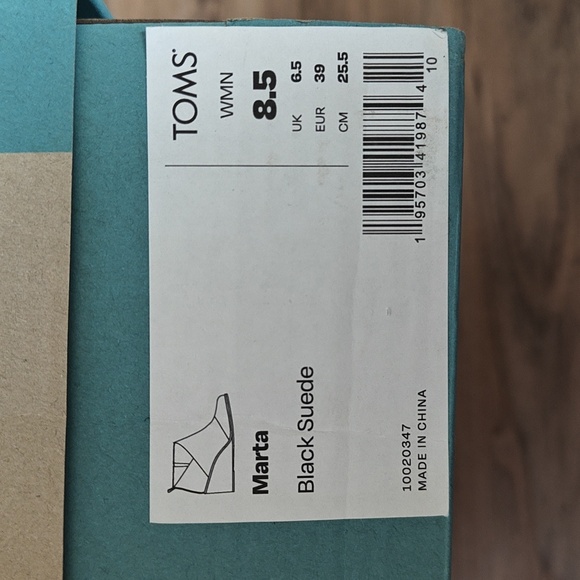 TOMS®
WMN
8.5
UK 6.5
EUR 39
CM 25.5
1 95703 41987 4
10
Marta
Black Suede
10020347
MADE IN CHINA